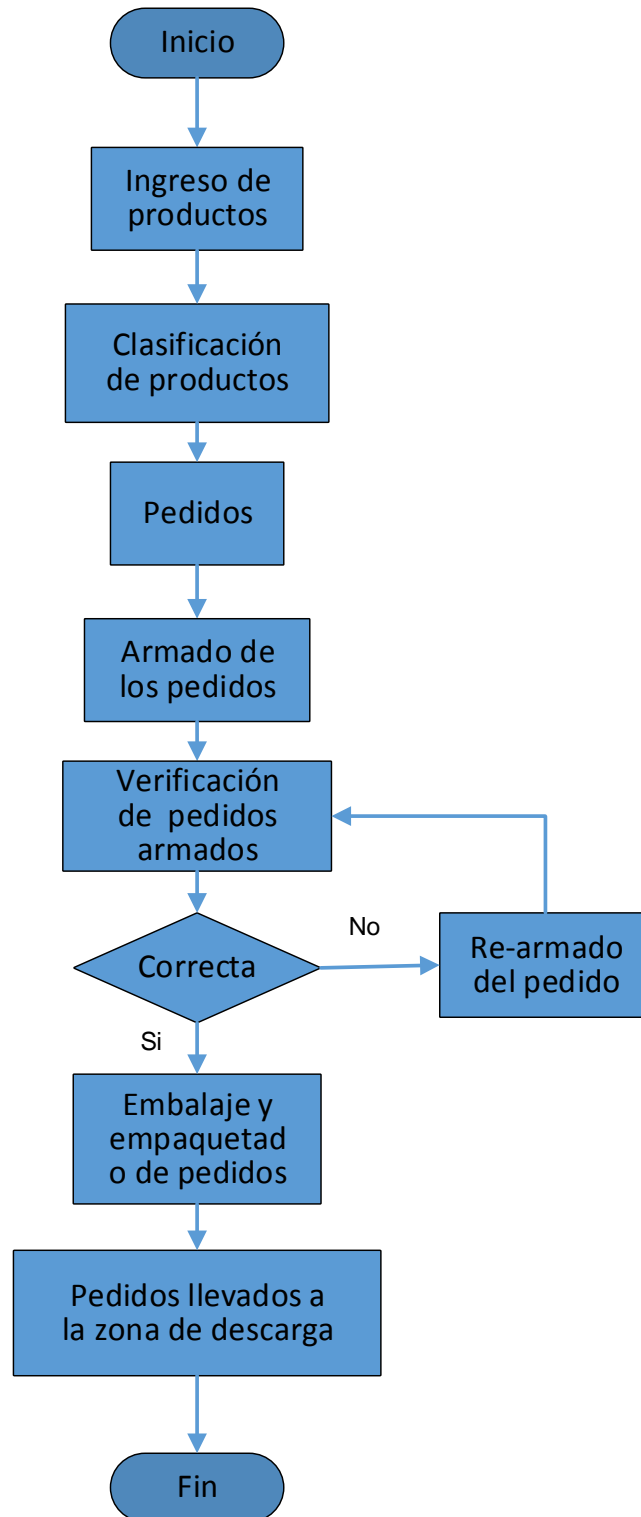 Inicio
Ingreso de
productos
Clasificación
de productos
Pedidos
Armado de
los pedidos
Verificación
de pedidos
armados
Correcta
No
Re-armado
del pedido
Si
Embalaje y
empaquetad
o de pedidos
Pedidos llevados a
la zona de descarga
Fin